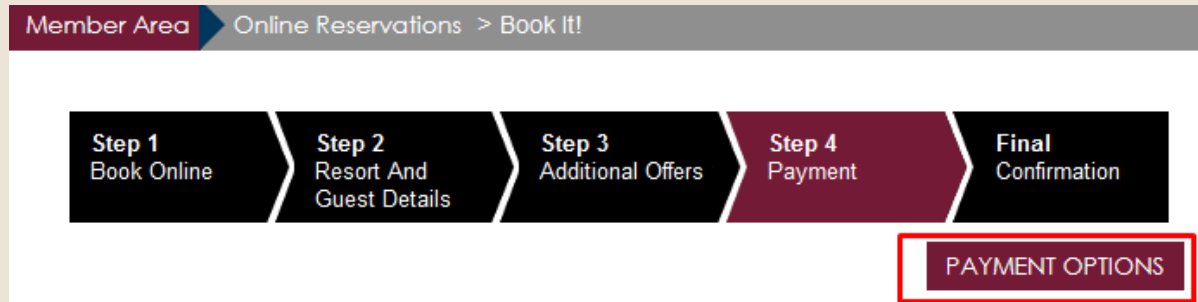 Member Area Online Reservations > Book It!
Step 1
Book Online
Step 2
Resort And
Guest Details
Step 3
Additional Offers
Step 4
Payment
Final
Confirmation
PAYMENT OPTIONS